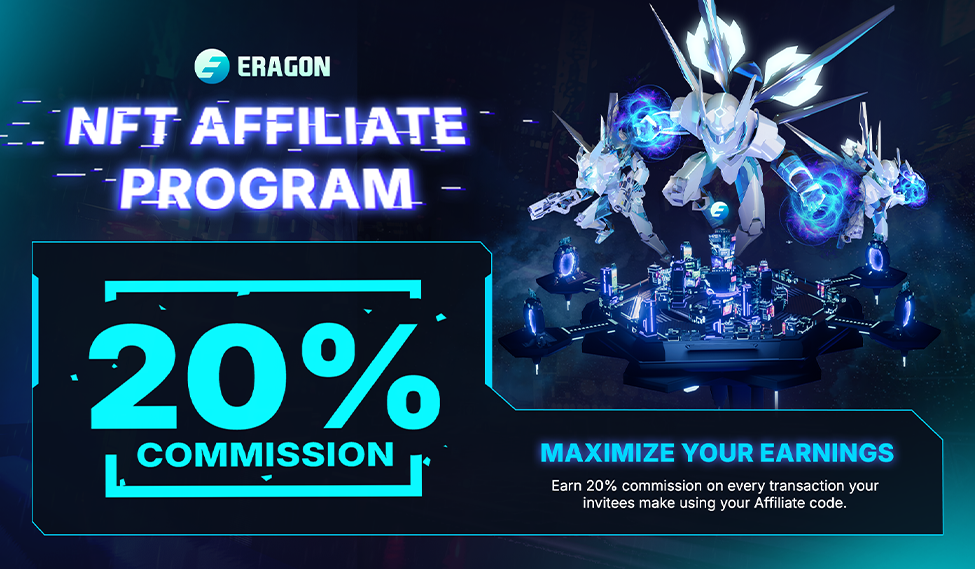 ERAGON
NFT AFFILIATE
PROGRAM
20%
COMMISSION
MAXIMIZE YOUR EARNINGS
Earn 20% commission on every transaction your
invitees make using your Affiliate code.